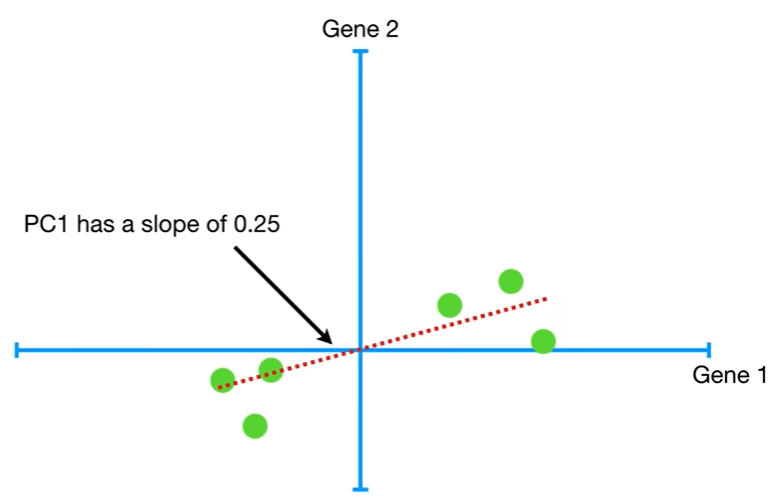 Gene 2
PC1 has a slope of 0.25
Gene 1